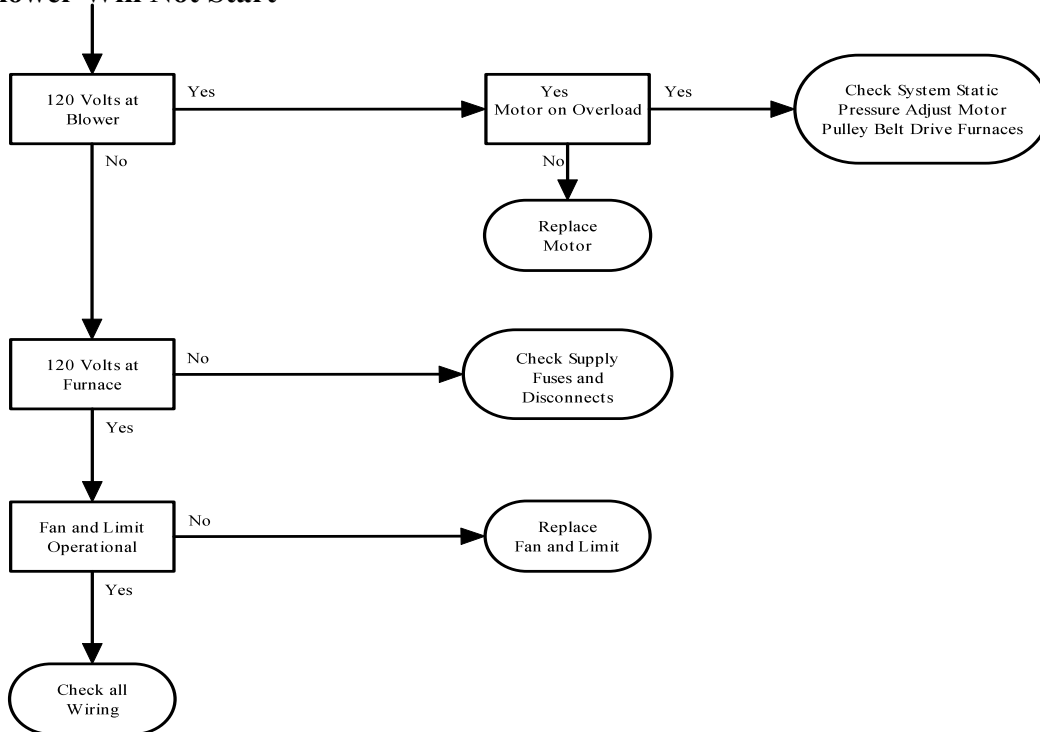 Will Not Start
120 Volts at
Blower
Yes
Yes
Motor on Overload
Yes
Check System Static
Pressure Adjust Motor
Pulley Belt Drive Furnaces
No
No
Replace
Motor
120 Volts at
Furnace
No
Check Supply
Fuses and
Disconnects
Yes
Fan and Limit
Operational
No
Replace
Fan and Limit
Yes
Check all
Wiring